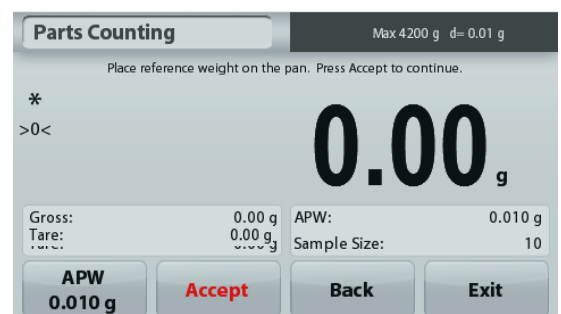 Parts Counting Max 4200 g d= 0.01 g
Place reference weight on the pan. Press Accept to continue.
*
>0<
0.00 g
Gross: 0.00 g APW: 0.010 g
Tare: 0.00 g
Sample Size: 10
APW Accept Back Exit
0.010 g